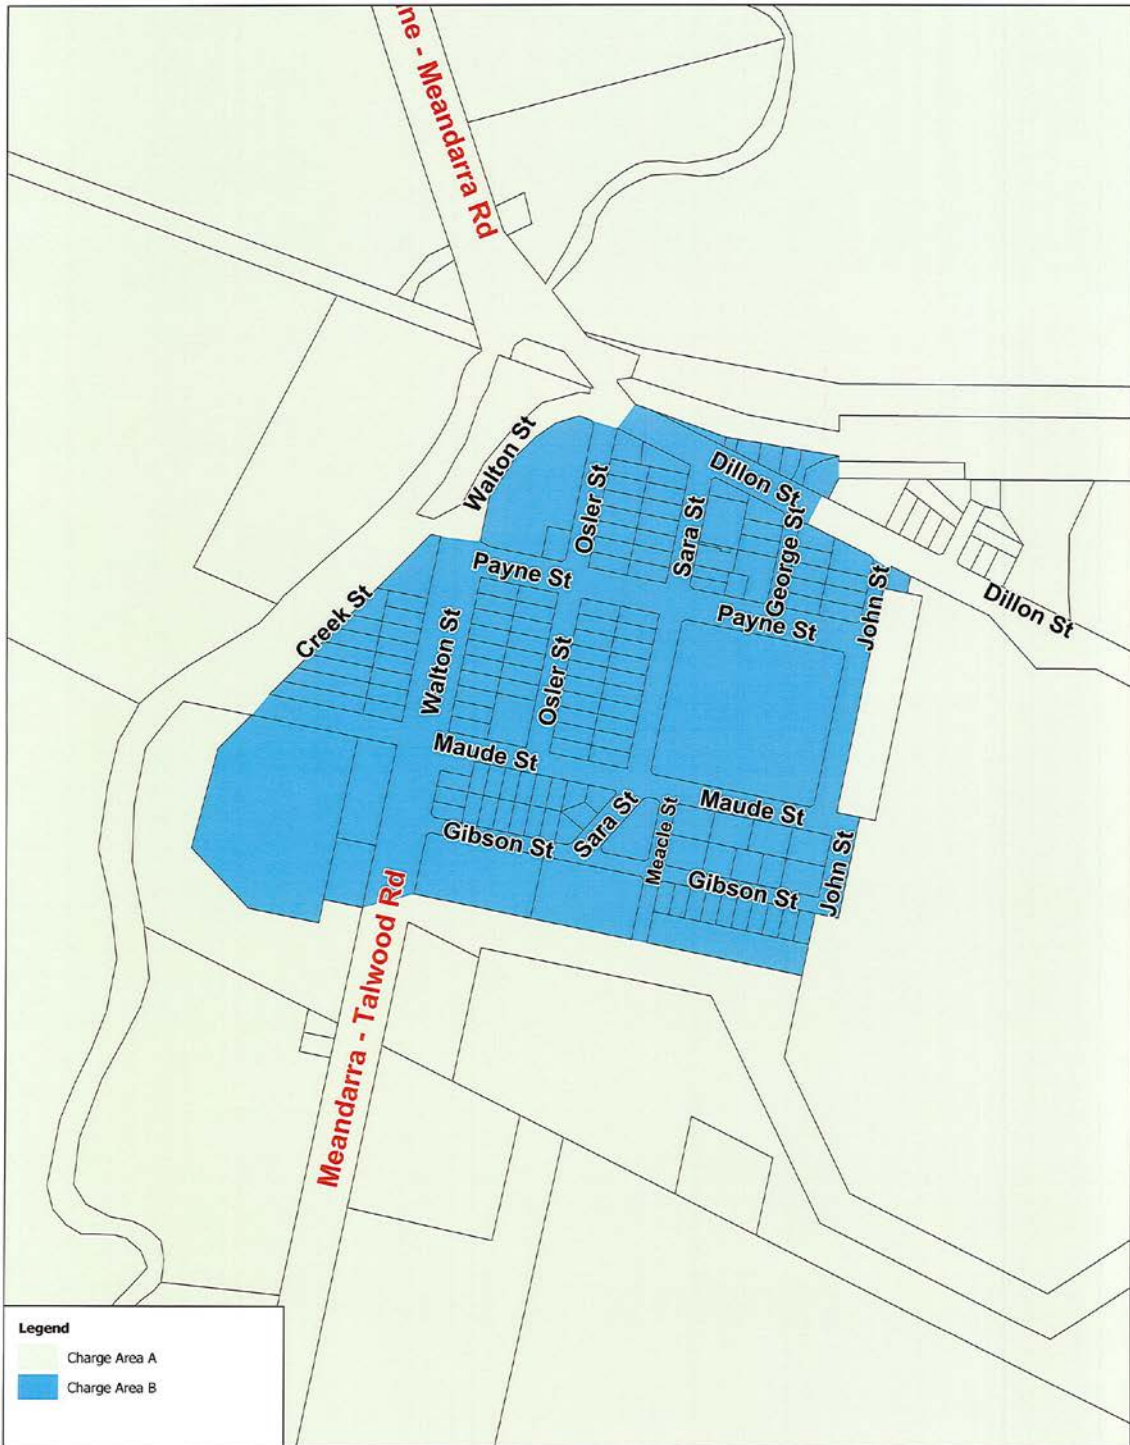 ne - Meandarra Rd
Walton St
Dillon St
Osler St
Sara St
George St
Payne St
John St
Creek St
Dillon St
Payne St
Walton St
Osler St
Maude St
Maude St
Sara St
Meacle St
Gibson St
John St
Gibson St
Meandarra - Talwood Rd
Legend
Charge Area A
Charge Area B